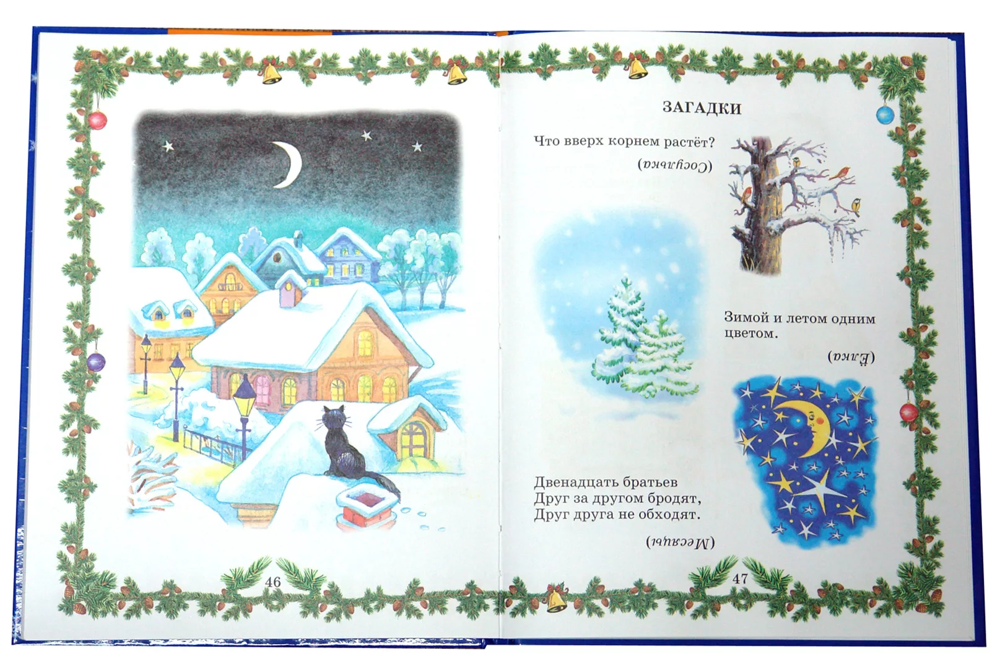 ЗАГАДКИ
Что вверх корнем растёт?
(Сосулька)
Зимой и летом одним
цветом.
(Ёлка)
Двенадцать братьев
Друг за другом бродят,
Друг друга не обходят.
(Месяцы)
46
47